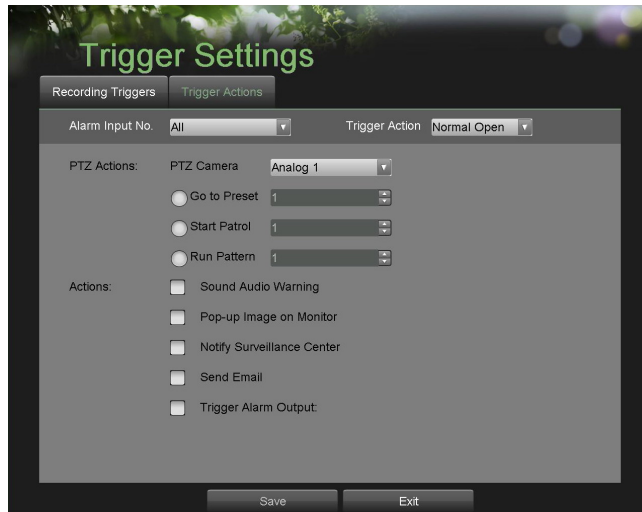 Trigger Settings
Recording Triggers Trigger Actions
Alarm Input No. All Trigger Action Normal Open
PTZ Actions: PTZ Camera Analog 1
Go to Preset 1
Start Patrol 1
Run Pattern 1
Actions: Sound Audio Warning
Pop-up Image on Monitor
Notify Surveillance Center
Send Email
Trigger Alarm Output:
Save Exit